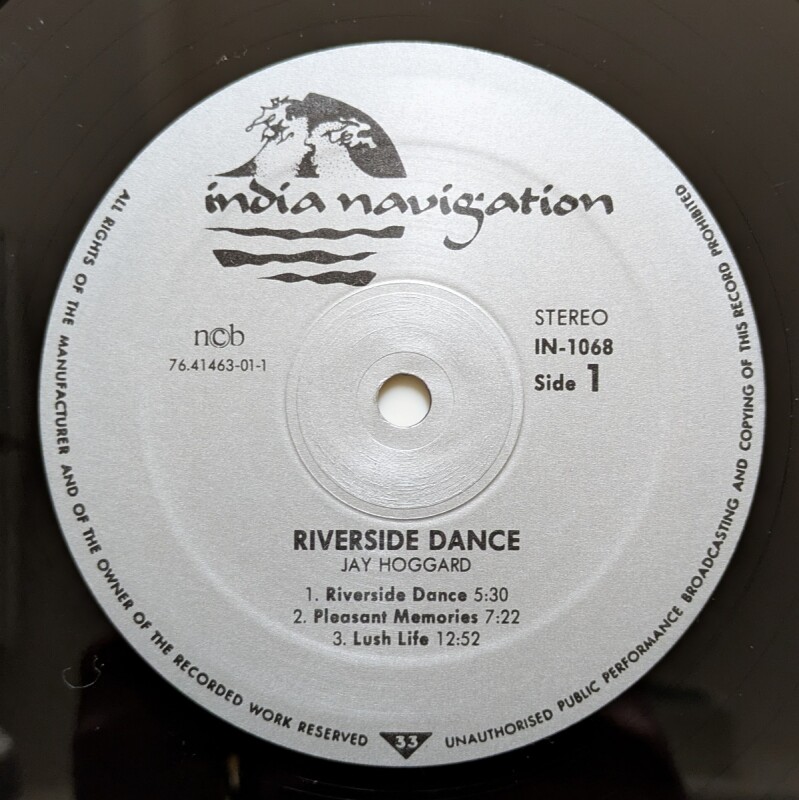 india navigation
ncb
76.41463-01-1
STEREO
IN-1068
Side 1
RIVERSIDE DANCE
JAY HOGGARD
1. Riverside Dance 5:30
2. Pleasant Memories 7:22
3. Lush Life 12:52
ALL RIGHTS OF THE MANUFACTURER AND OF THE OWNER OF THE RECORDED WORK RESERVED
33
UNAUTHORISED PUBLIC PERFORMANCE BROADCASTING AND COPYING OF THIS RECORD PROHIBITED